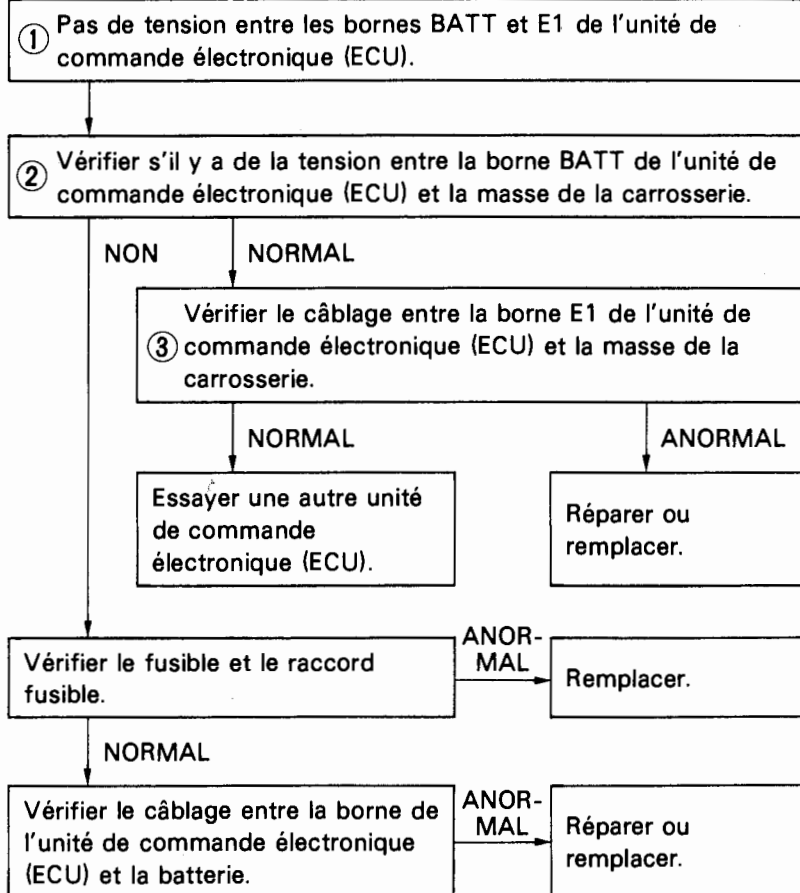 ① Pas de tension entre les bornes BATT et E1 de l'unité de
commande électronique (ECU).
② Vérifier s'il y a de la tension entre la borne BATT de l'unité de
commande électronique (ECU) et la masse de la carrosserie.
NON
NORMAL
Vérifier le câblage entre la borne E1 de l'unité de
③ commande électronique (ECU) et la masse de la
carrosserie.
NORMAL
ANORMAL
Essayer une autre unité
de commande
électronique (ECU).
Réparer ou
remplacer.
Vérifier le fusible et le raccord
fusible.
ANOR-
MAL
Remplacer.
NORMAL
Vérifier le câblage entre la borne de
l'unité de commande électronique
(ECU) et la batterie.
ANOR-
MAL
Réparer ou
remplacer.